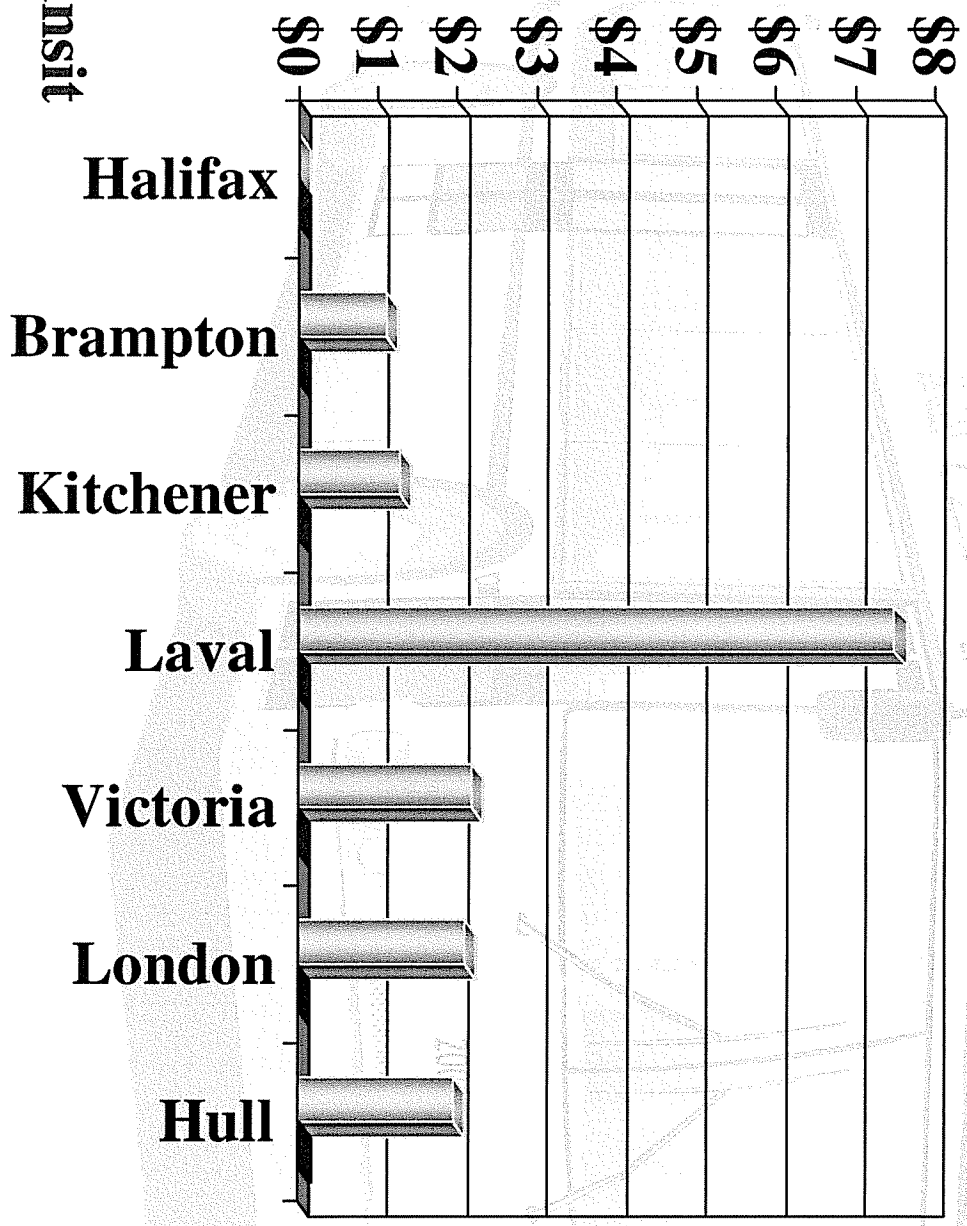 $0
$1
$2
$3
$4
$5
$6
$7
$8
Halifax
Brampton
Kitchener
Laval
Victoria
London
Hull
nsit